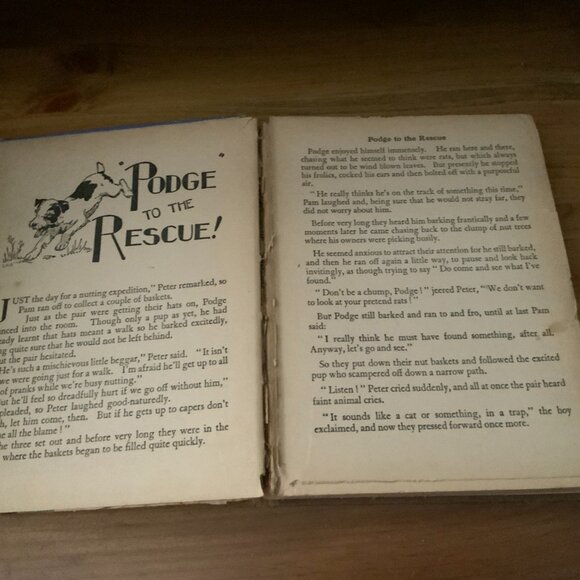 "PODGE
TO THE
RESCUE!"
JUST the day for a nutting expedition," Peter remarked, so
Pam ran off to collect a couple of baskets.
Just as the pair were getting their hats on, Podge
into the room. Though only a pup as yet, he had
learnt that hats meant a walk so he barked excitedly,
quite sure that he would not be left behind.
the pair hesitated.
He's such a mischievous little beggar," Peter said. "It isn't
we were going just for a walk. I'm afraid he'll get up to all
of pranks while we're busy nutting."
But he'll feel so dreadfully hurt if we go off without him,"
pleaded, so Peter laughed good-naturedly.
let him come, then. But if he gets up to capers don't
me all the blame!"
The three set out and before very long they were in the
where the baskets began to be filled quite quickly.
Podge to the Rescue
Podge enjoyed himself immensely. He ran here and there,
chasing what he seemed to think were rats, but which always
turned out to be wind blown leaves. But presently he stopped
his frolics, cocked his ears and then bolted off with a purposeful
air.
"He really thinks he's on the track of something this time,"
Pam laughed and, being sure that he would not stray far, they
did not worry about him.
Before very long they heard him barking frantically and a few
moments later he came chasing back to the clump of nut trees
where his owners were picking busily.
He seemed anxious to attract their attention for he still barked,
and then he ran off again a little way, to pause and look back
invitingly, as though trying to say "Do come and see what I've
found."
"Don't be a chump, Podge!" jeered Peter, "We don't want
to look at your pretend rats!"
But Podge still barked and ran to and fro, until at last Pam
said:
"I really think he must have found something, after all.
Anyway, let's go and see."
So they put down their nut baskets and followed the excited
pup who scampered off down a narrow path.
"Listen!" Peter cried suddenly, and all at once the pair heard
faint animal cries.
"It sounds like a cat or something, in a trap," the boy
exclaimed, and now they pressed forward once more.